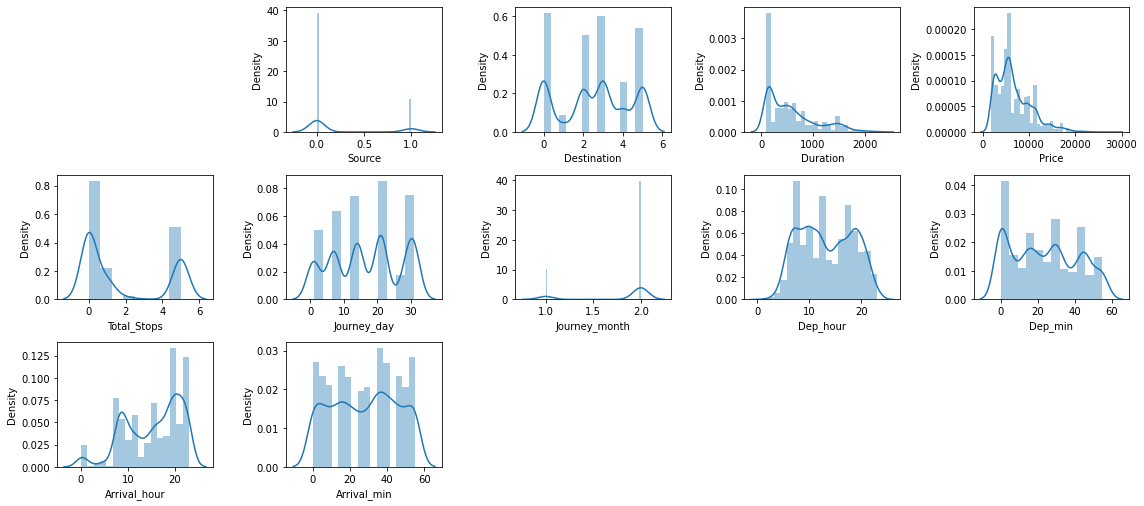 40
30
20
10
0
Density
0.0 0.5 1.0
Source
0.6
0.4
0.2
0.0
Density
0 2 4 6
Destination
0.003
0.002
0.001
0.000
Density
0 1000 2000
Duration
0.00020
0.00015
0.00010
0.00005
0.00000
Density
0 10000 20000 30000
Price
0.8
0.6
0.4
0.2
0.0
Density
0 2 4 6
Total_Stops
0.08
0.06
0.04
0.02
0.00
Density
0 10 20 30
Journey_day
40
30
20
10
0
Density
1.0 1.5 2.0
Journey_month
0.10
0.08
0.06
0.04
0.02
0.00
Density
0 10 20
Dep_hour
0.04
0.03
0.02
0.01
0.00
Density
0 20 40 60
Dep_min
0.125
0.100
0.075
0.050
0.025
0.000
Density
0 10 20
Arrival_hour
0.03
0.02
0.01
0.00
Density
0 20 40 60
Arrival_min